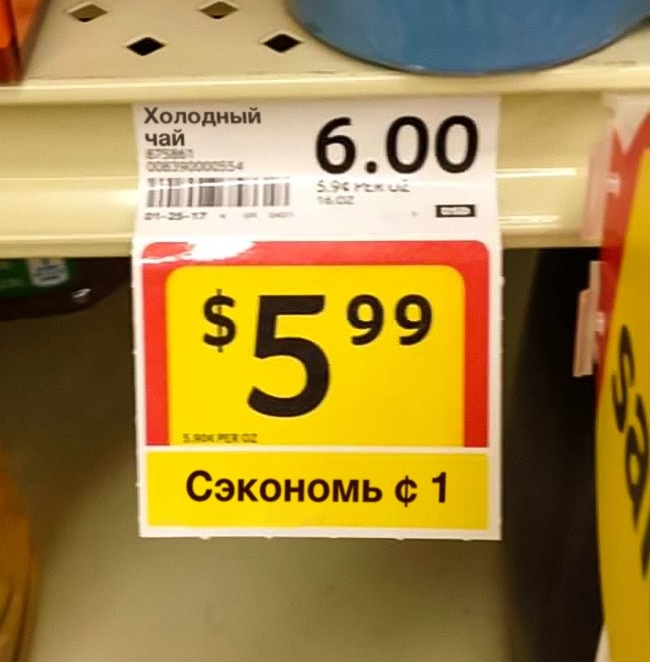 Холодный
чай
6.00
5.9¢ PER OZ
16.OZ
01-25-17
$5 99
5.90¢ PER OZ
Сэкономь ¢ 1